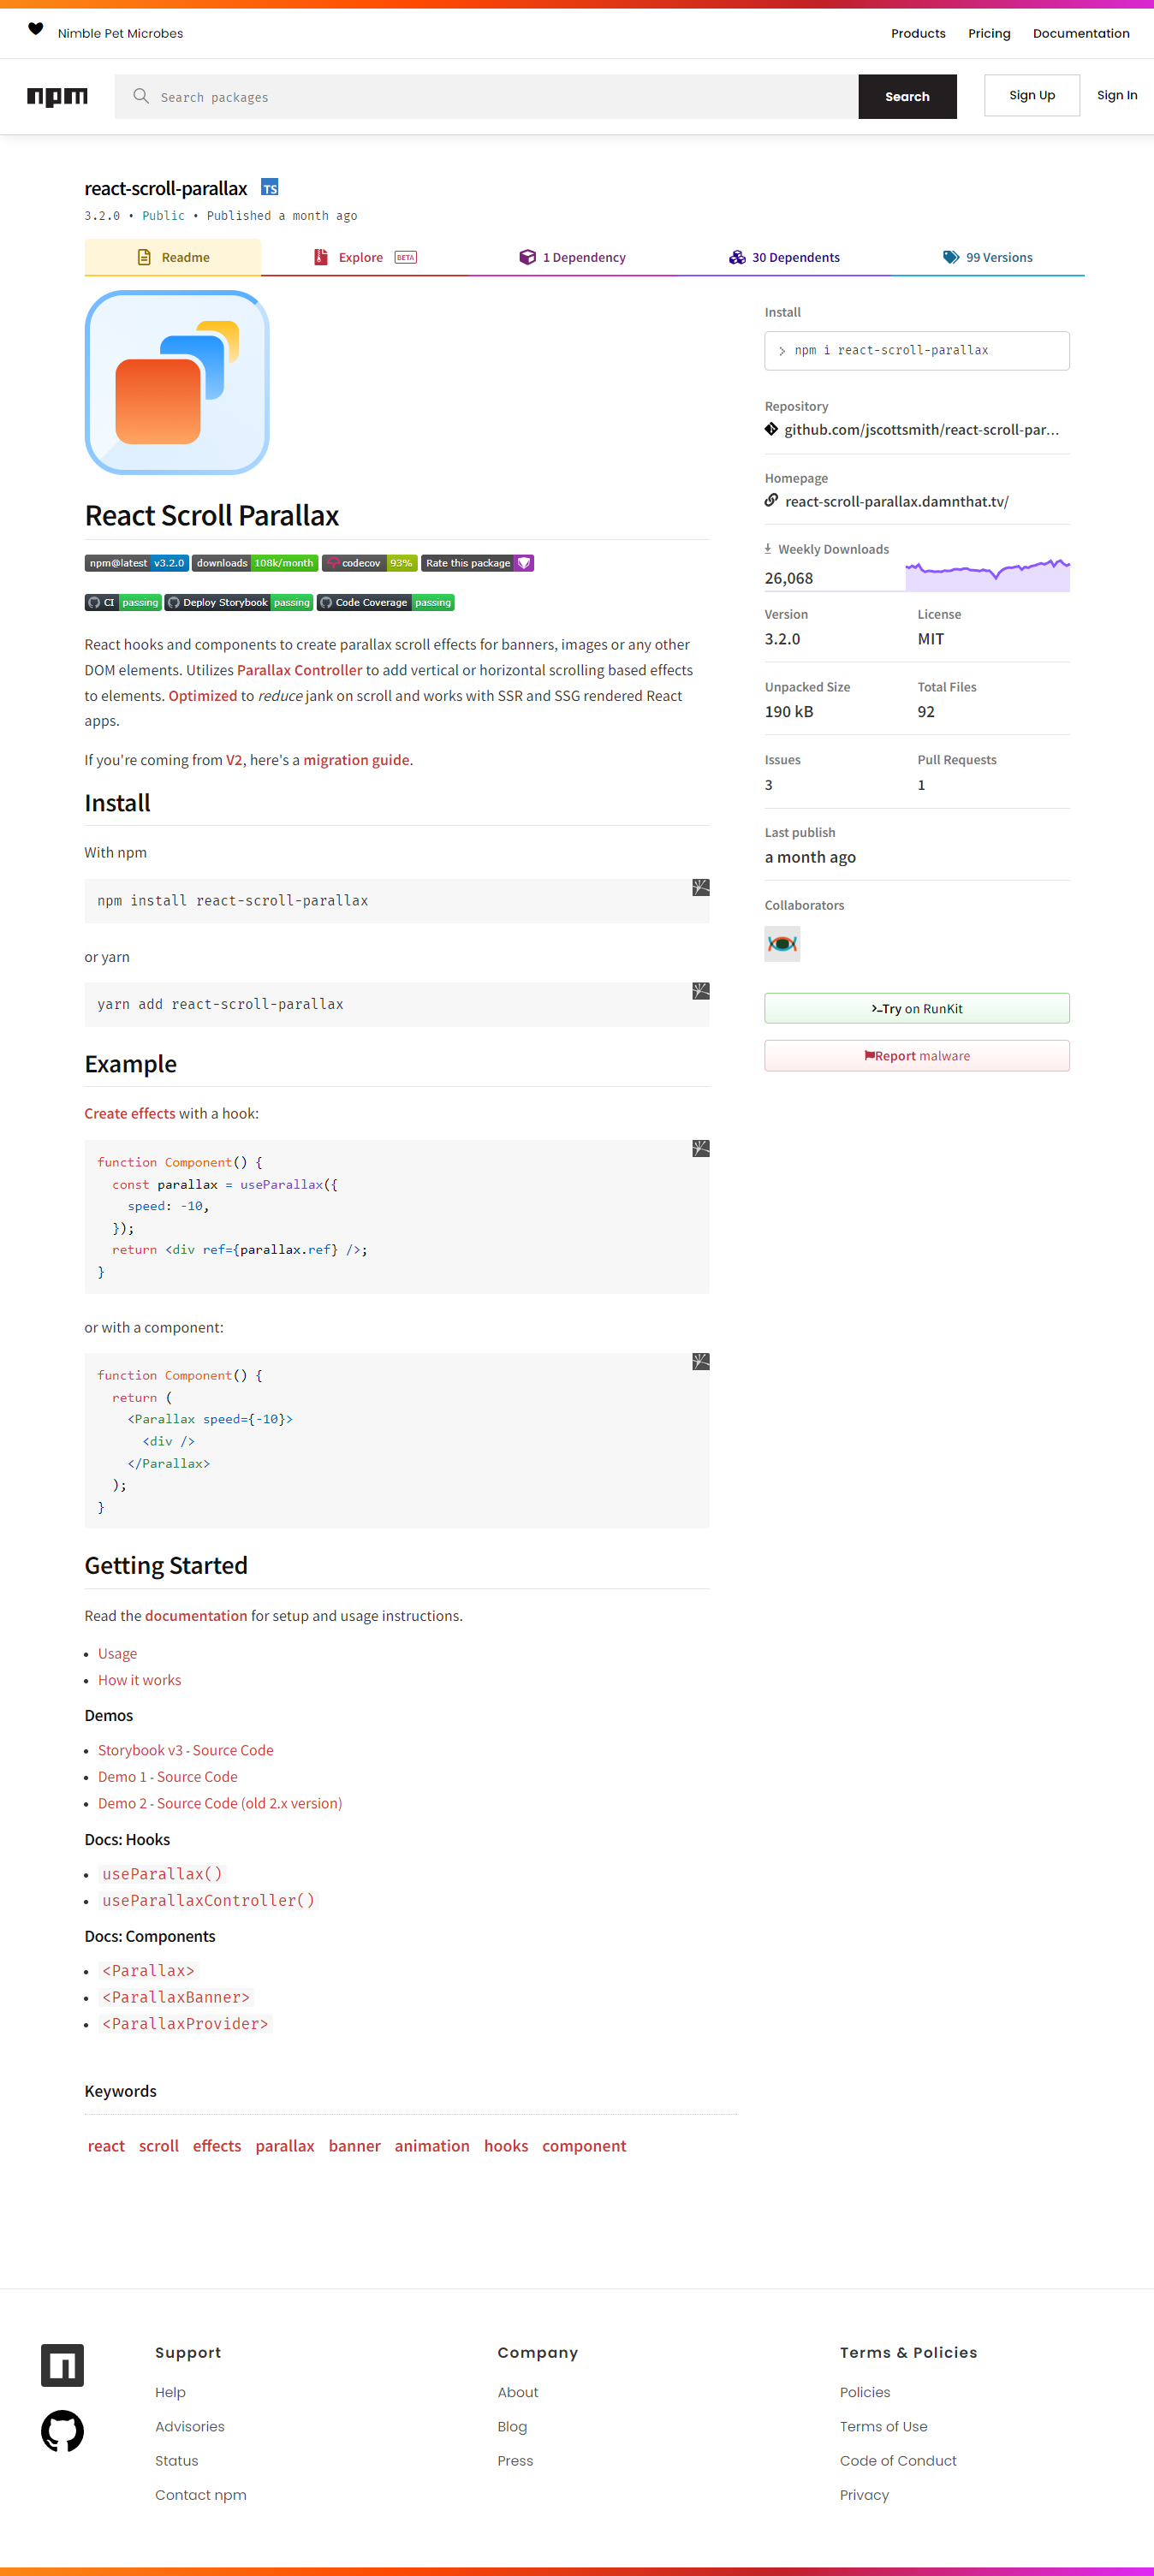 Nimble Pet Microbes
Products
Pricing
Documentation
npm
Search packages
Search
Sign Up
Sign In
react-scroll-parallax TS
3.2.0 • Public • Published a month ago
Readme
Explore BETA
1 Dependency
30 Dependents
99 Versions
React Scroll Parallax
npm@latest v3.2.0 downloads 108k/month codecov 93% Rate this package
CI passing Deploy Storybook passing Code Coverage passing
React hooks and components to create parallax scroll effects for banners, images or any other
DOM elements. Utilizes Parallax Controller to add vertical or horizontal scrolling based effects
to elements. Optimized to reduce jank on scroll and works with SSR and SSG rendered React
apps.
If you're coming from V2, here's a migration guide.
Install
With npm
npm install react-scroll-parallax
or yarn
yarn add react-scroll-parallax
Example
Create effects with a hook:
function Component() {
  const parallax = useParallax({
    speed: -10,
  });
  return <div ref={parallax.ref} />;
}
or with a component:
function Component() {
  return (
    <Parallax speed={-10}>
      <div />
    </Parallax>
  );
}
Getting Started
Read the documentation for setup and usage instructions.
• Usage
• How it works
Demos
• Storybook v3 - Source Code
• Demo 1 - Source Code
• Demo 2 - Source Code (old 2.x version)
Docs: Hooks
• useParallax()
• useParallaxController()
Docs: Components
• <Parallax>
• <ParallaxBanner>
• <ParallaxProvider>
Keywords
react scroll effects parallax banner animation hooks component
Install
> npm i react-scroll-parallax
Repository
github.com/jscottsmith/react-scroll-par...
Homepage
react-scroll-parallax.damnthat.tv/
Weekly Downloads
26,068
Version
3.2.0
License
MIT
Unpacked Size
190 kB
Total Files
92
Issues
3
Pull Requests
1
Last publish
a month ago
Collaborators
Try on RunKit
Report malware
Support
Help
Advisories
Status
Contact npm
Company
About
Blog
Press
Terms & Policies
Policies
Terms of Use
Code of Conduct
Privacy